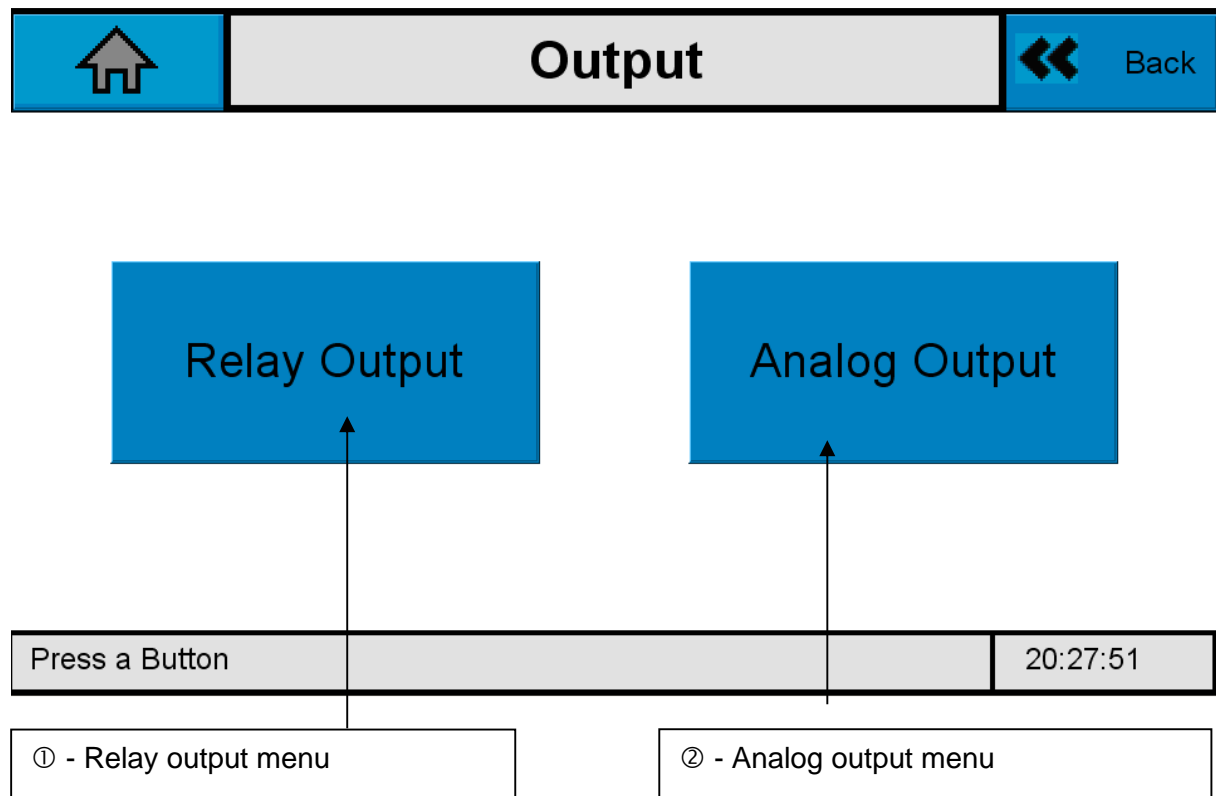 Output
Back
Relay Output
Analog Output
Press a Button
20:27:51
① - Relay output menu
② - Analog output menu